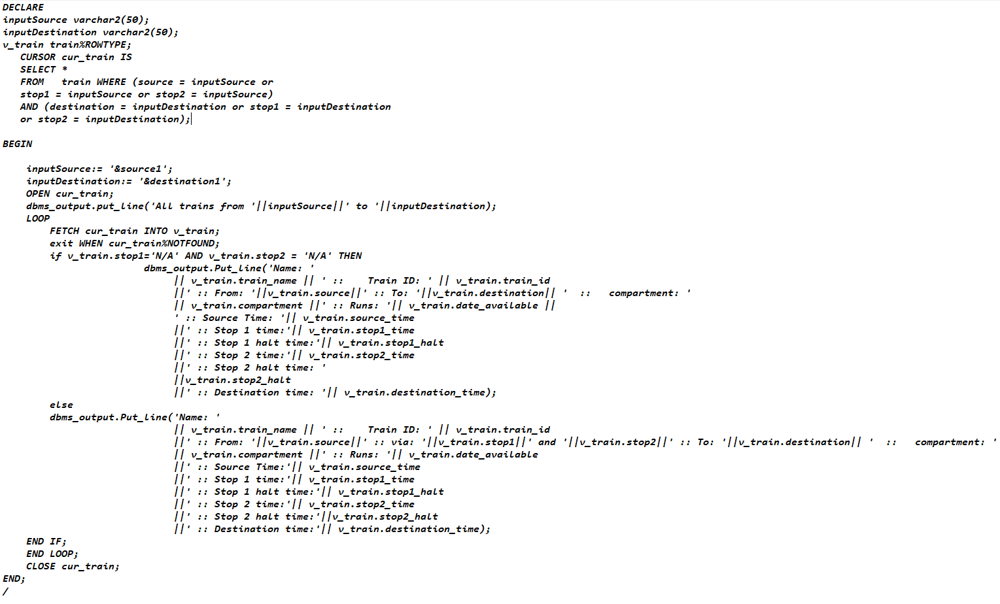 DECLARE
inputSource varchar2(50);
inputDestination varchar2(50);
v_train train%ROWTYPE;
   CURSOR cur_train IS
   SELECT *
   FROM   train WHERE (source = inputSource or
   stop1 = inputSource or stop2 = inputSource)
   AND (destination = inputDestination or stop1 = inputDestination
   or stop2 = inputDestination);

BEGIN

    inputSource:= '&source1';
    inputDestination:= '&destination1';
    OPEN cur_train;
    dbms_output.put_line('All trains from '||inputSource||' to '||inputDestination);
    LOOP
        FETCH cur_train INTO v_train;
        exit WHEN cur_train%NOTFOUND;
        if v_train.stop1='N/A' AND v_train.stop2 = 'N/A' THEN
                        dbms_output.Put_line('Name: '
                             || v_train.train_name || ' ::    Train ID: ' || v_train.train_id
                             ||' :: From: '||v_train.source||' :: To: '||v_train.destination|| '  ::   compartment: '
                             || v_train.compartment ||' :: Runs: '|| v_train.date_available ||
                             ' :: Source Time: '|| v_train.source_time
                             ||' :: Stop 1 time:'|| v_train.stop1_time
                             ||' :: Stop 1 halt time:'|| v_train.stop1_halt
                             ||' :: Stop 2 time:'|| v_train.stop2_time
                             ||' :: Stop 2 halt time: '
                             ||v_train.stop2_halt
                             ||' :: Destination time: '|| v_train.destination_time);
        else
        dbms_output.Put_line('Name: '
                             || v_train.train_name || ' ::    Train ID: ' || v_train.train_id
                             ||' :: From: '||v_train.source||' :: via: '||v_train.stop1||' and '||v_train.stop2||' :: To: '||v_train.destination|| '  ::   compartment: '
                             || v_train.compartment ||' :: Runs: '|| v_train.date_available
                             ||' :: Source Time:'|| v_train.source_time
                             ||' :: Stop 1 time:'|| v_train.stop1_time
                             ||' :: Stop 1 halt time:'|| v_train.stop1_halt
                             ||' :: Stop 2 time:'|| v_train.stop2_time
                             ||' :: Stop 2 halt time:'||v_train.stop2_halt
                             ||' :: Destination time:'|| v_train.destination_time);
    END IF;
    END LOOP;
    CLOSE cur_train;
END;
/